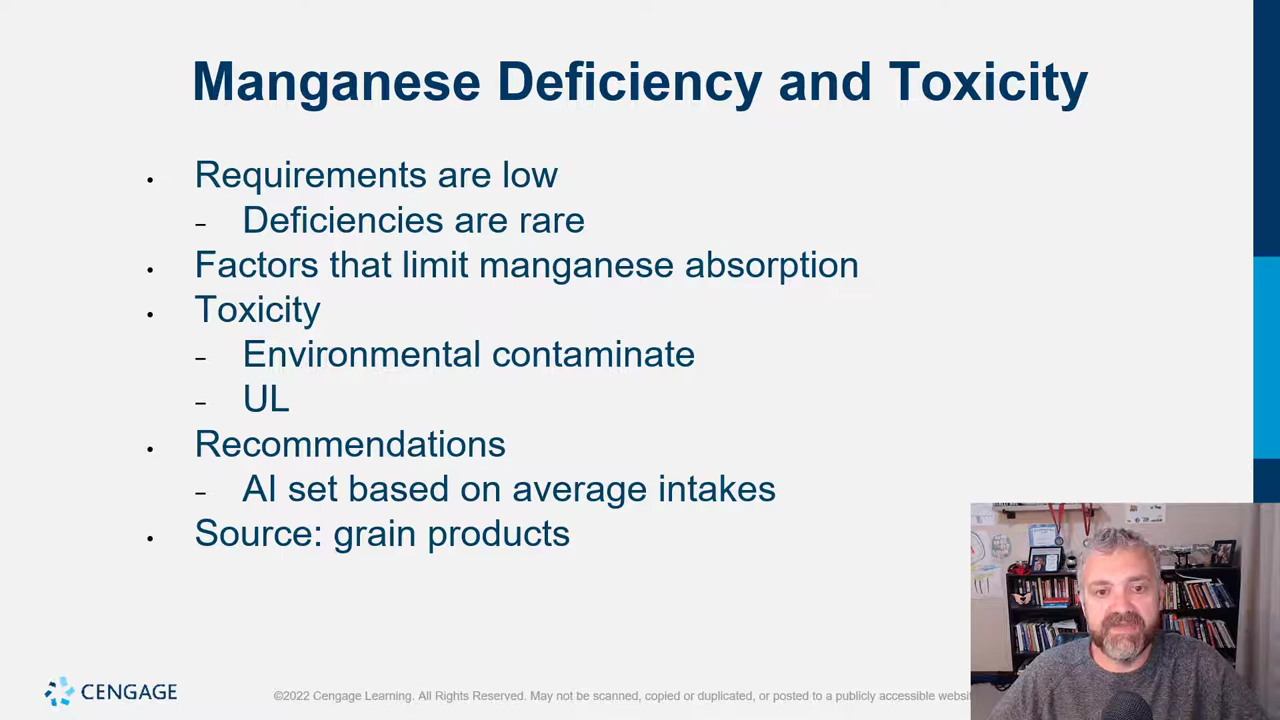 Manganese Deficiency and Toxicity
• Requirements are low
– Deficiencies are rare
• Factors that limit manganese absorption
• Toxicity
– Environmental contaminate
– UL
• Recommendations
– AI set based on average intakes
• Source: grain products
CENGAGE
©2022 Cengage Learning. All Rights Reserved. May not be scanned, copied or duplicated, or posted to a publicly accessible